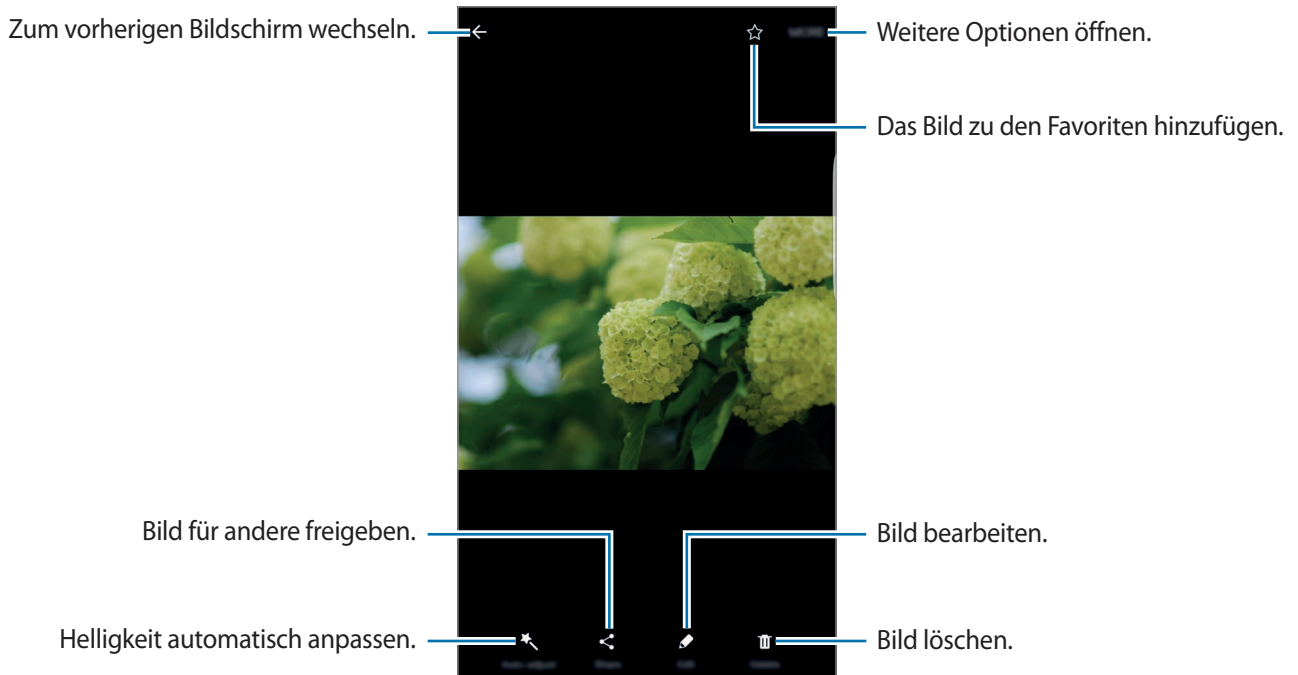 Zum vorherigen Bildschirm wechseln.
Weitere Optionen öffnen.
Das Bild zu den Favoriten hinzufügen.
Bild für andere freigeben.
Bild bearbeiten.
Helligkeit automatisch anpassen.
Bild löschen.